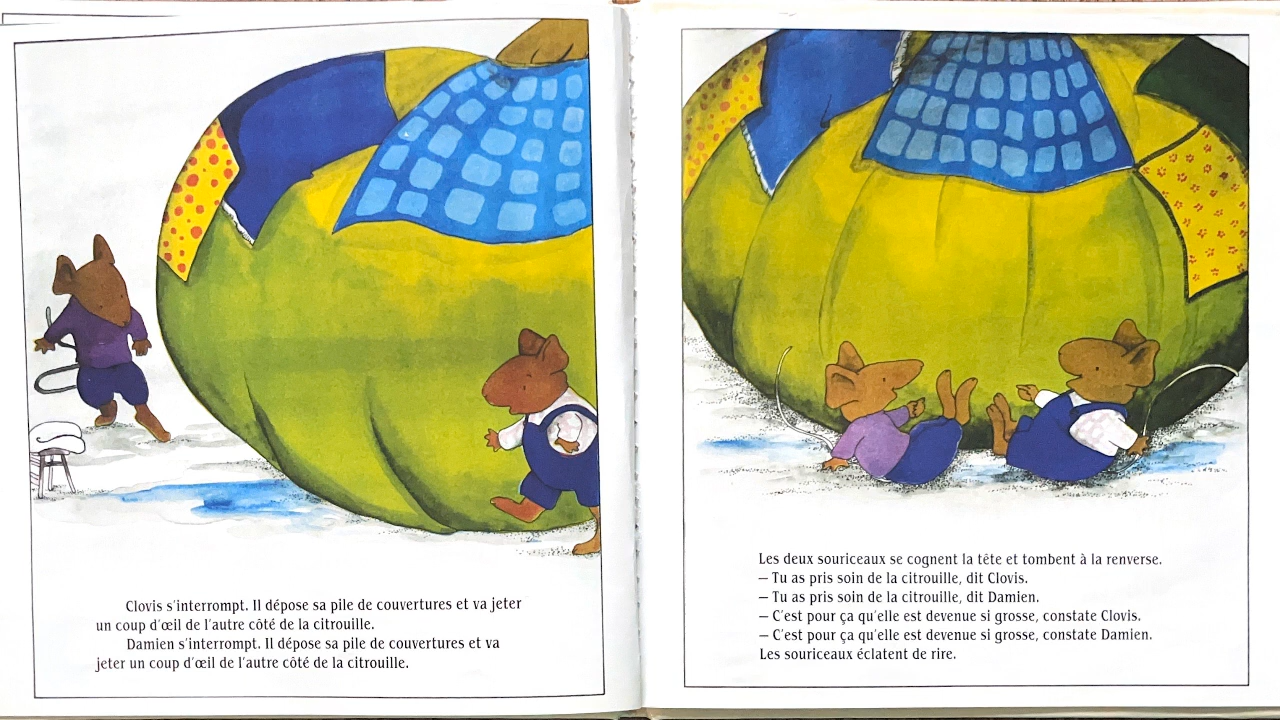 Clovis s'interrompt. Il dépose sa pile de couvertures et va jeter
un coup d'œil de l'autre côté de la citrouille.
Damien s'interrompt. Il dépose sa pile de couvertures et va
jeter un coup d'œil de l'autre côté de la citrouille.
Les deux souriceaux se cognent la tête et tombent à la renverse.
– Tu as pris soin de la citrouille, dit Clovis.
– Tu as pris soin de la citrouille, dit Damien.
– C'est pour ça qu'elle est devenue si grosse, constate Clovis.
– C'est pour ça qu'elle est devenue si grosse, constate Damien.
Les souriceaux éclatent de rire.